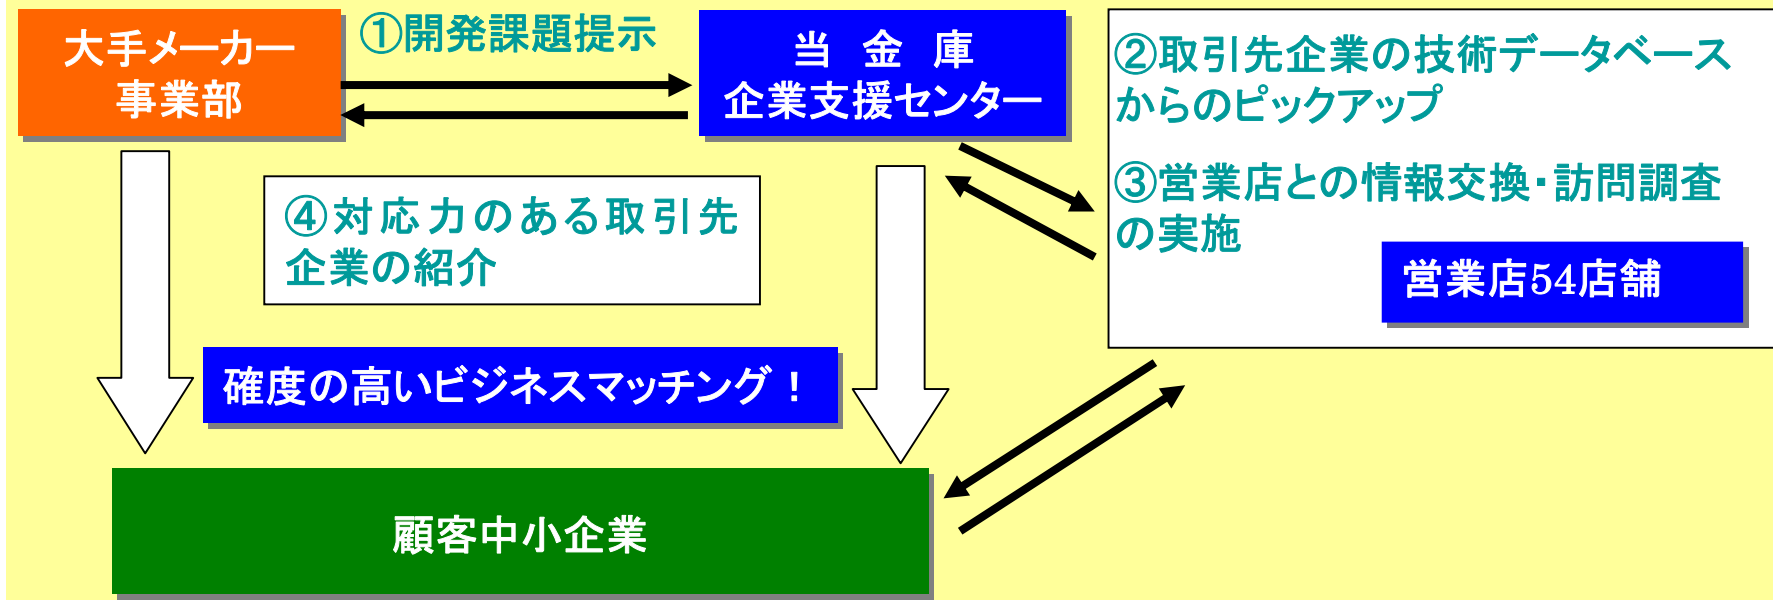 大手メーカー
事業部
①開発課題提示
当 金 庫
企業支援センター
②取引先企業の技術データベース
からのピックアップ
③営業店との情報交換・訪問調査
の実施
営業店54店舗
④対応力のある取引先
企業の紹介
確度の高いビジネスマッチング！
顧客中小企業